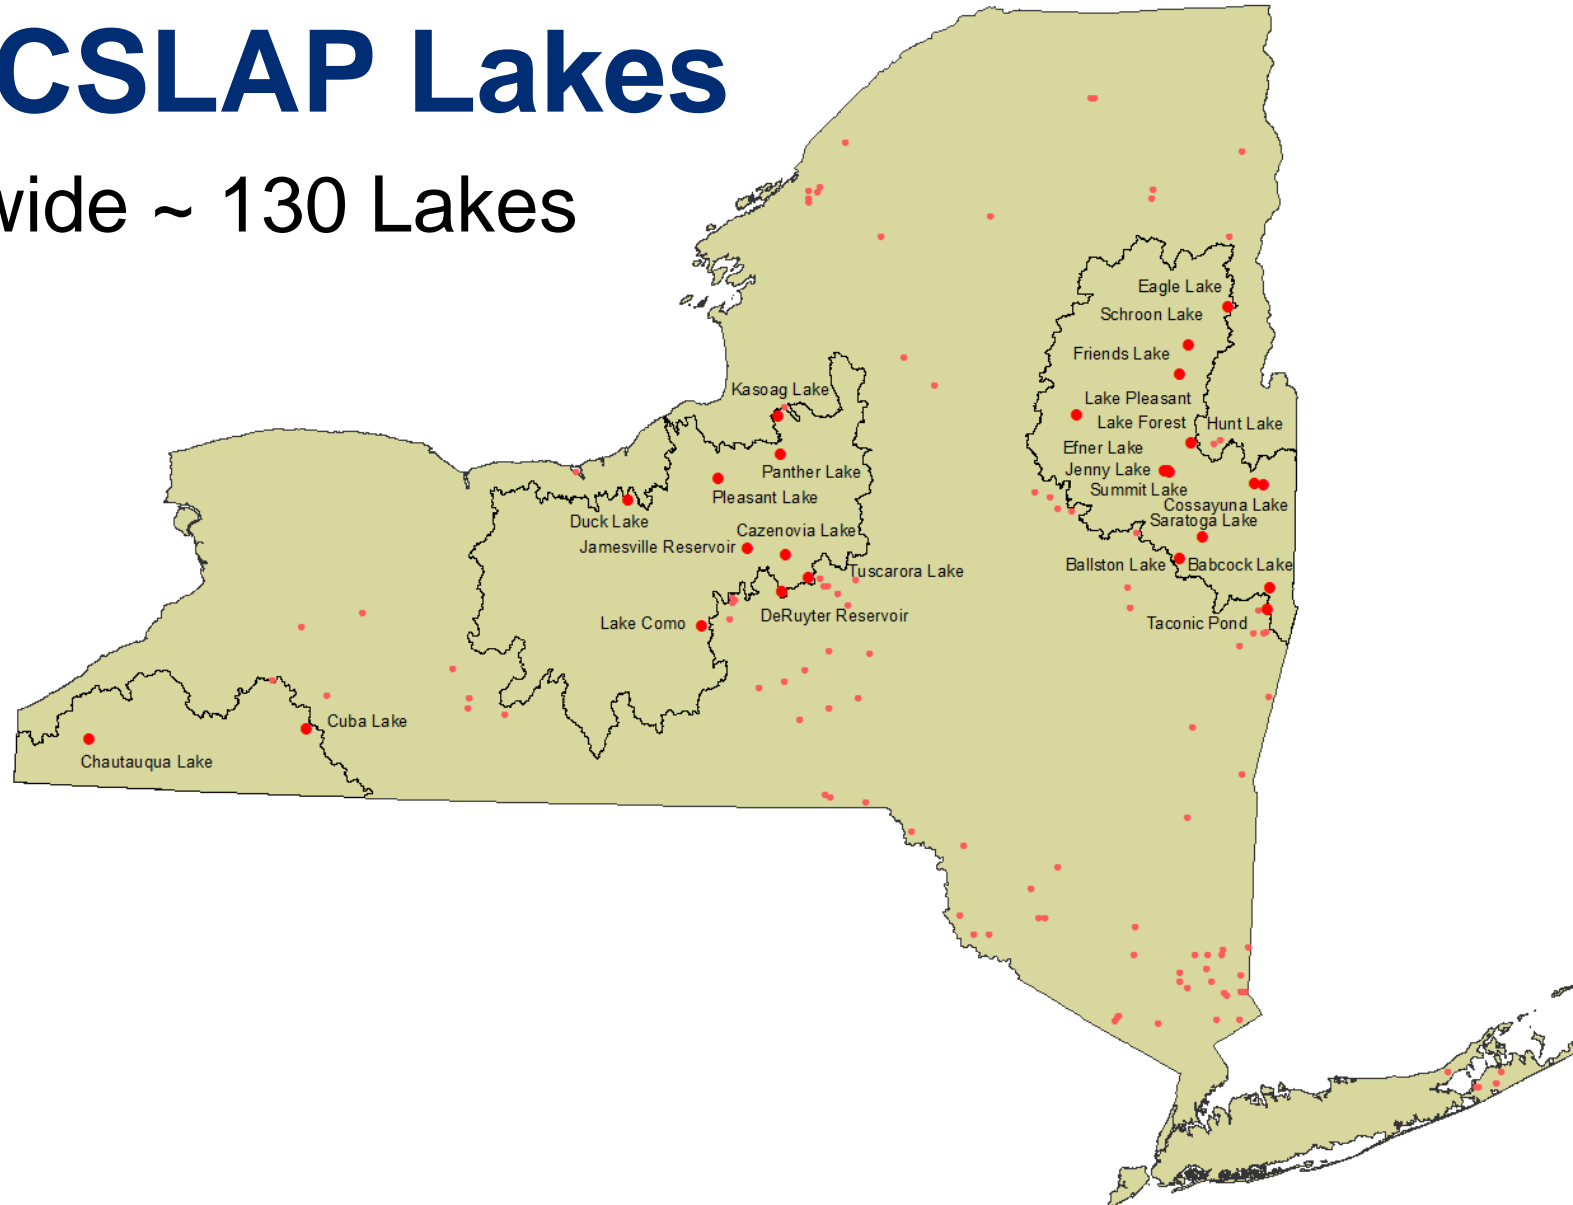 CSLAP Lakes
wide ~ 130 Lakes
Eagle Lake
Schroon Lake
Friends Lake
Kasoag Lake
Lake Pleasant
Lake Forest
Hunt Lake
Efner Lake
Panther Lake
Jenny Lake
Pleasant Lake
Summit Lake
Cossayuna Lake
Duck Lake
Saratoga Lake
Cazenovia Lake
Jamesville Reservoir
Ballston Lake
Babcock Lake
Tuscarora Lake
DeRuyter Reservoir
Lake Como
Taconic Pond
Cuba Lake
Chautauqua Lake